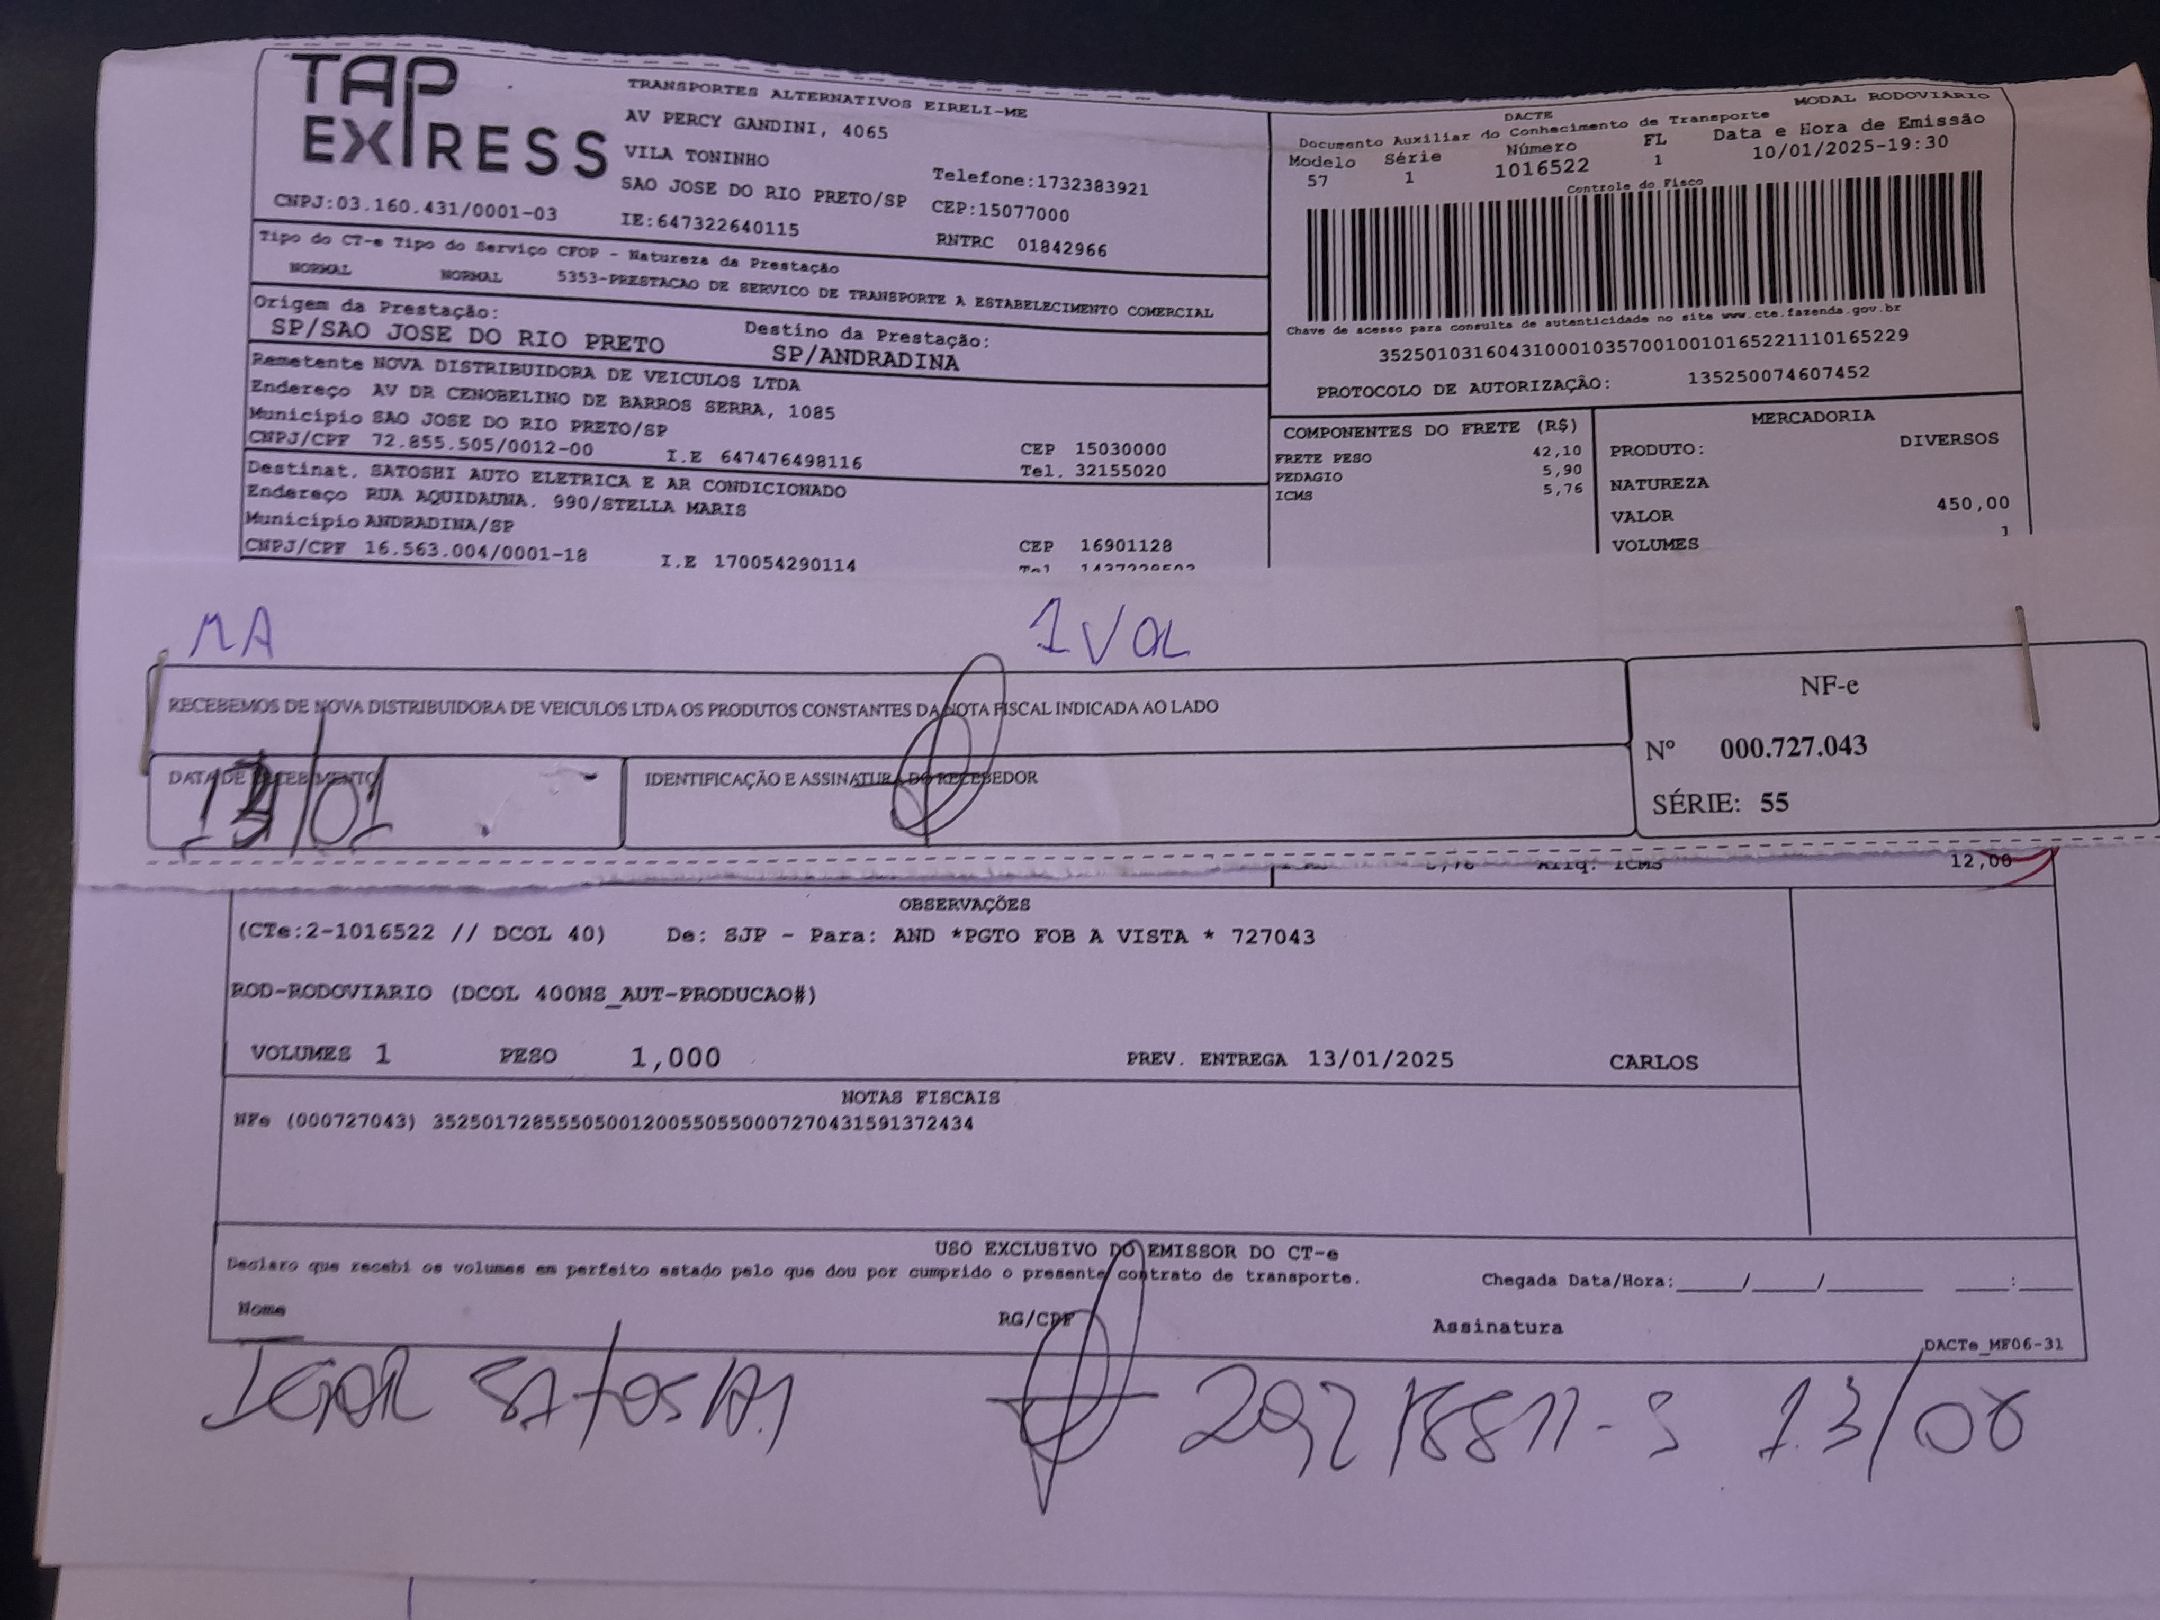 TAP EXPRESS
TRANSPORTES ALTERNATIVOS EIRELI-ME
AV PERCY GANDINI, 4065
VILA TONINHO
SAO JOSE DO RIO PRETO/SP
Telefone:1732383921
CEP:15077000
CNPJ:03.160.431/0001-03
IE:647322640115
RNTRC 01842966
MODAL RODOVIÁRIO
DACTE
Documento Auxiliar do Conhecimento de Transporte
Modelo Série Número FL Data e Hora de Emissão
57 1 1016522 1 10/01/2025-19:30
Controle do Fisco
Chave de acesso para consulta de autenticidade no site www.cte.fazenda.gov.br
35250103160431000103570010010165221110165229
PROTOCOLO DE AUTORIZAÇÃO: 135250074607452
Tipo do CT-e Tipo do Serviço CFOP - Natureza da Prestação
NORMAL NORMAL 5353-PRESTACAO DE SERVICO DE TRANSPORTE A ESTABELECIMENTO COMERCIAL
Origem da Prestação: Destino da Prestação:
SP/SAO JOSE DO RIO PRETO SP/ANDRADINA
Remetente NOVA DISTRIBUIDORA DE VEICULOS LTDA
Endereço AV DR CENOBELINO DE BARROS SERRA, 1085
Município SAO JOSE DO RIO PRETO/SP CEP 15030000
CNPJ/CPF 72.855.505/0012-00 I.E 647476498116 Tel. 32155020
Destinat. SATOSHI AUTO ELETRICA E AR CONDICIONADO
Endereço RUA AQUIDAUNA, 990/STELLA MARIS
Município ANDRADINA/SP CEP 16901128
CNPJ/CPF 16.563.004/0001-18 I.E 170054290114
COMPONENTES DO FRETE (R$)
FRETE PESO 42,10
PEDAGIO 5,90
ICMS 5,76
MERCADORIA
PRODUTO: DIVERSOS
NATUREZA
VALOR 450,00
VOLUMES 1
MA 1 VOL
RECEBEMOS DE NOVA DISTRIBUIDORA DE VEICULOS LTDA OS PRODUTOS CONSTANTES DA NOTA FISCAL INDICADA AO LADO
DATA DE RECEBIMENTO IDENTIFICAÇÃO E ASSINATURA DO RECEBEDOR
13/01
NF-e
Nº 000.727.043
SÉRIE: 55
Aliq. ICMS 12,00
OBSERVAÇÕES
(CTe:2-1016522 // DCOL 40) De: SJP - Para: AND *PGTO FOB A VISTA * 727043
ROD-RODOVIARIO (DCOL 400NS_AUT-PRODUCAO#)
VOLUMES 1 PESO 1,000 PREV. ENTREGA 13/01/2025 CARLOS
NOTAS FISCAIS
NFe (000727043) 35250172855505001200550550007270431591372434
USO EXCLUSIVO DO EMISSOR DO CT-e
Declaro que recebi os volumes em perfeito estado pelo que dou por cumprido o presente contrato de transporte.
Chegada Data/Hora:____/____/______ ___:___
Nome RG/CPF Assinatura
DACTe_MF06-31
IGOR